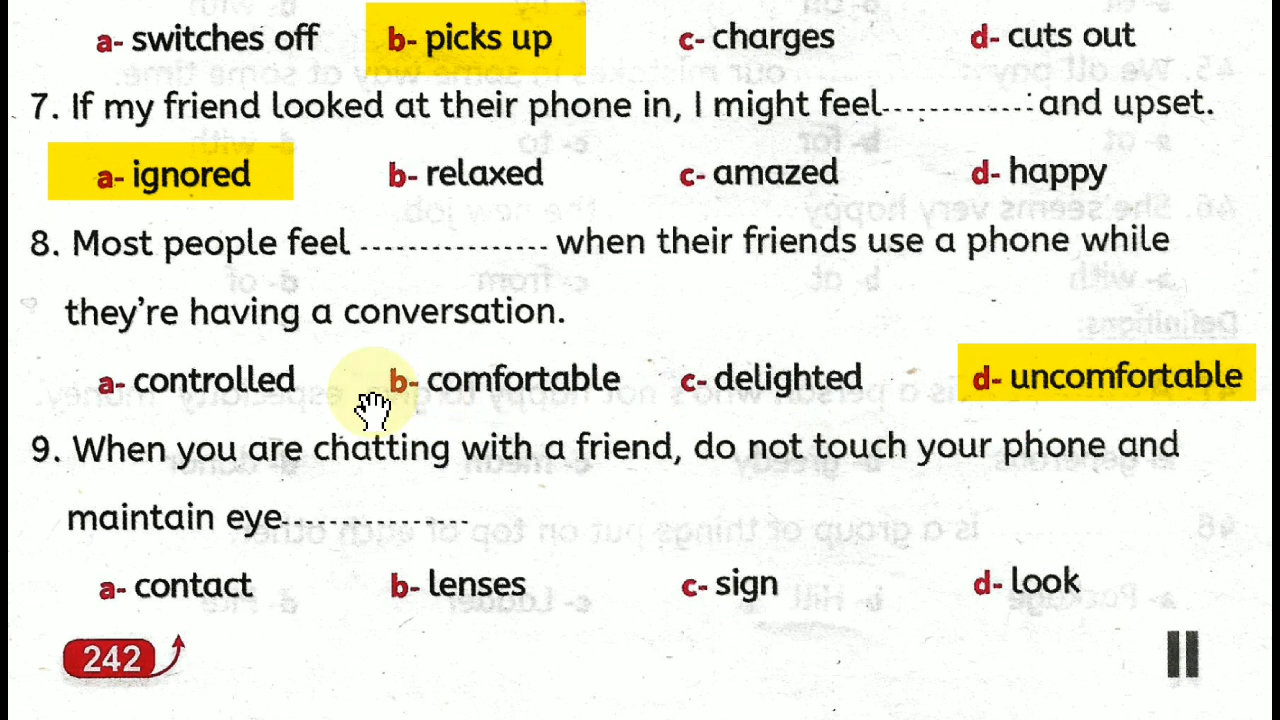 a- switches off b- picks up c- charges d- cuts out
7. If my friend looked at their phone in, I might feel-------------- and upset.
a- ignored b- relaxed c- amazed d- happy
8. Most people feel ---------------- when their friends use a phone while
they're having a conversation.
a- controlled b- comfortable c- delighted d- uncomfortable
9. When you are chatting with a friend, do not touch your phone and
maintain eye----------------
a- contact b- lenses c- sign d- look
242